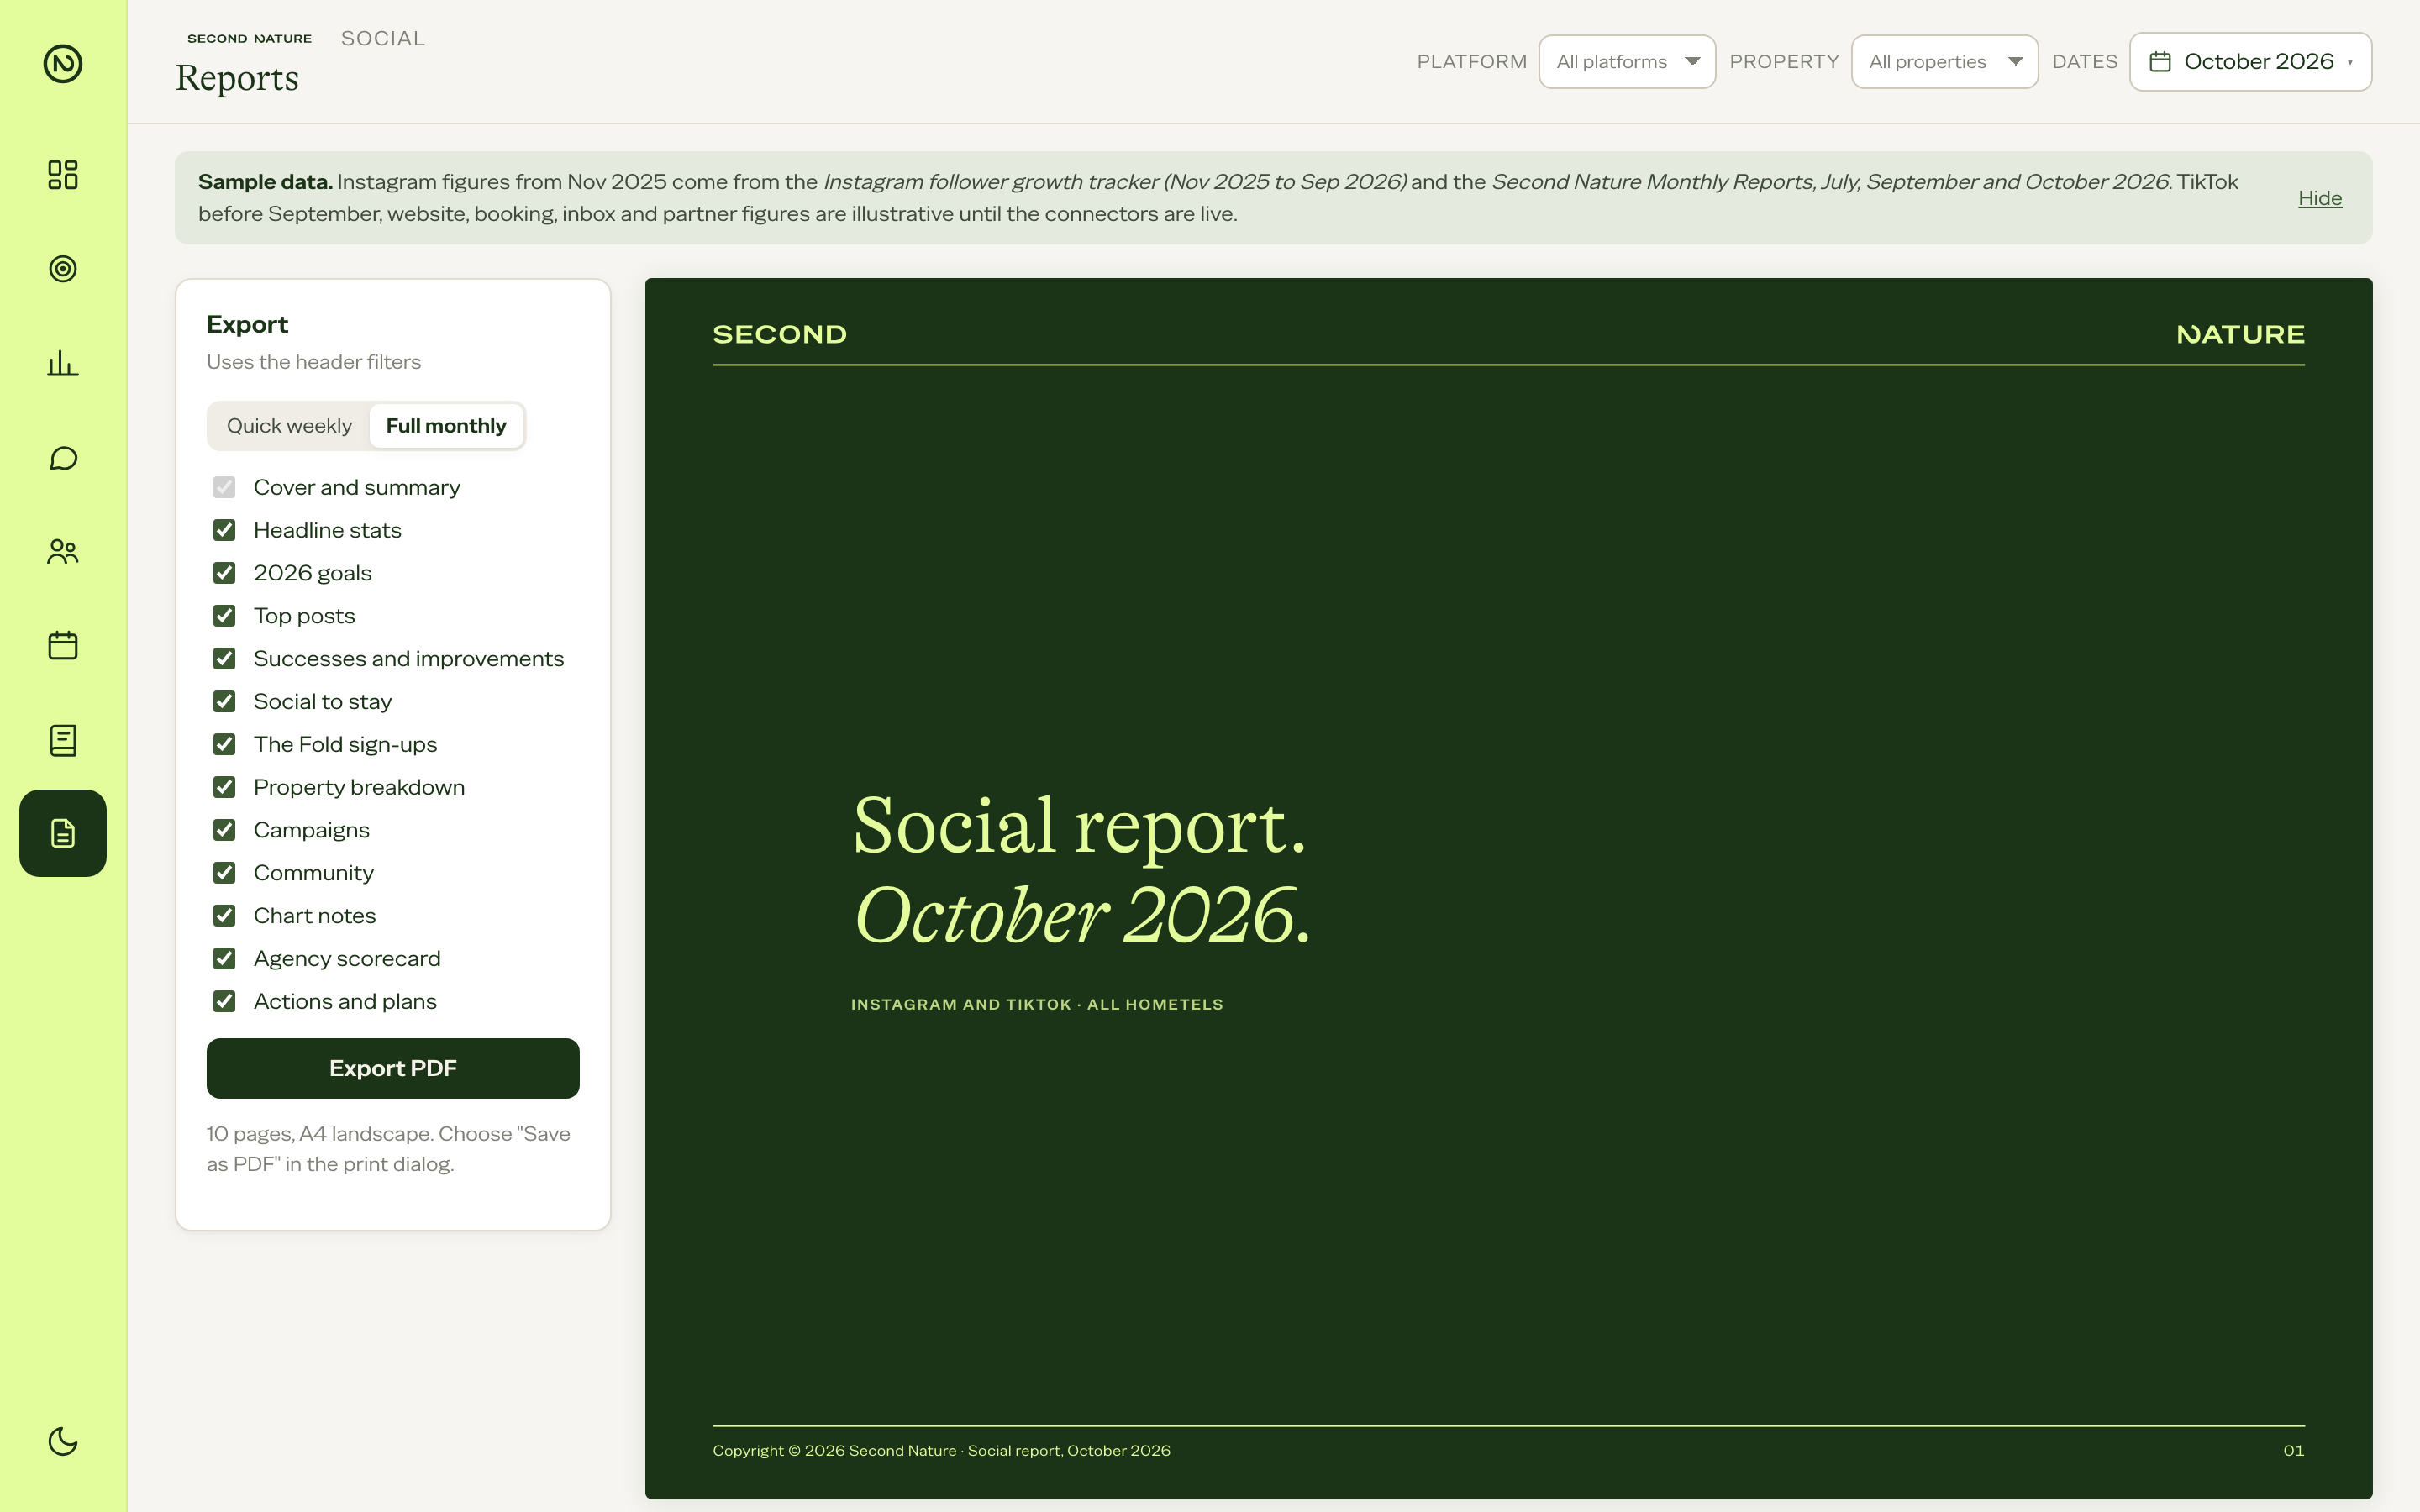 SECOND NATURE SOCIAL
Reports
PLATFORM All platforms PROPERTY All properties DATES October 2026
Sample data. Instagram figures from Nov 2025 come from the Instagram follower growth tracker (Nov 2025 to Sep 2026) and the Second Nature Monthly Reports, July, September and October 2026. TikTok
before September, website, booking, inbox and partner figures are illustrative until the connectors are live.
Hide
Export
Uses the header filters
Quick weekly Full monthly
Cover and summary
Headline stats
2026 goals
Top posts
Successes and improvements
Social to stay
The Fold sign-ups
Property breakdown
Campaigns
Community
Chart notes
Agency scorecard
Actions and plans
Export PDF
10 pages, A4 landscape. Choose "Save
as PDF" in the print dialog.
SECOND NATURE
Social report.
October 2026.
INSTAGRAM AND TIKTOK · ALL HOMETELS
Copyright © 2026 Second Nature · Social report, October 2026 01